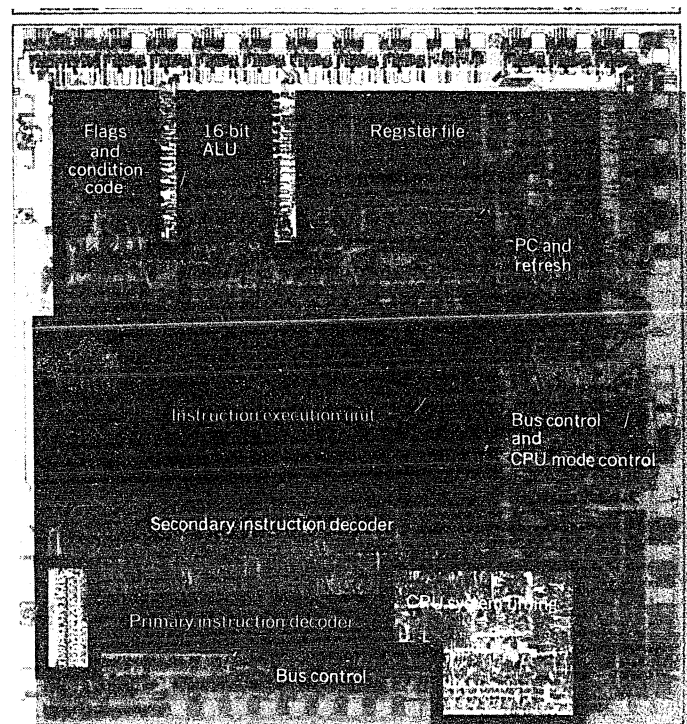 Flags
and
condition
code
16-bit
ALU
Register file
PC and
refresh
Instruction execution unit
Bus control
and
CPU mode control
Secondary instruction decoder
CPU system timing
Primary instruction decoder
Bus control